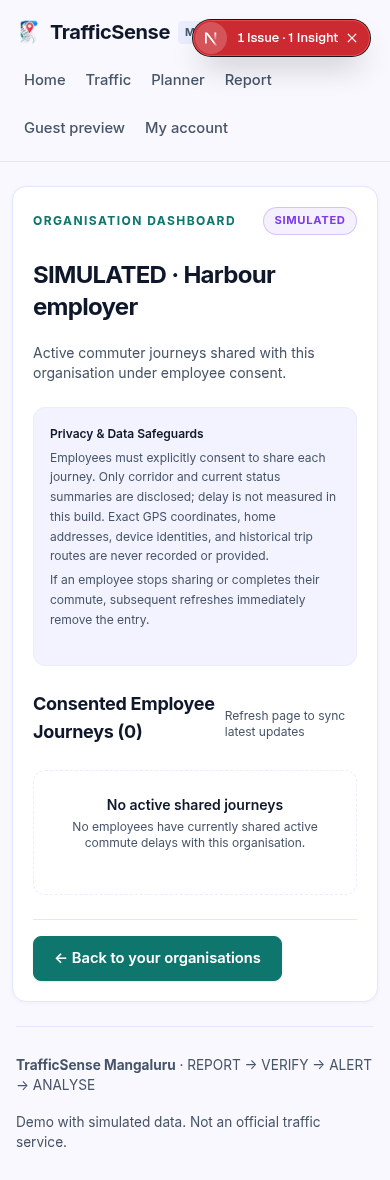 TrafficSense
1 Issue · 1 Insight ×
Home Traffic Planner Report
Guest preview My account
ORGANISATION DASHBOARD SIMULATED
SIMULATED · Harbour
employer
Active commuter journeys shared with this
organisation under employee consent.
Privacy & Data Safeguards
Employees must explicitly consent to share each
journey. Only corridor and current status
summaries are disclosed; delay is not measured in
this build. Exact GPS coordinates, home
addresses, device identities, and historical trip
routes are never recorded or provided.
If an employee stops sharing or completes their
commute, subsequent refreshes immediately
remove the entry.
Consented Employee
Journeys (0)
Refresh page to sync
latest updates
No active shared journeys
No employees have currently shared active
commute delays with this organisation.
← Back to your organisations
TrafficSense Mangaluru · REPORT → VERIFY → ALERT
→ ANALYSE
Demo with simulated data. Not an official traffic
service.